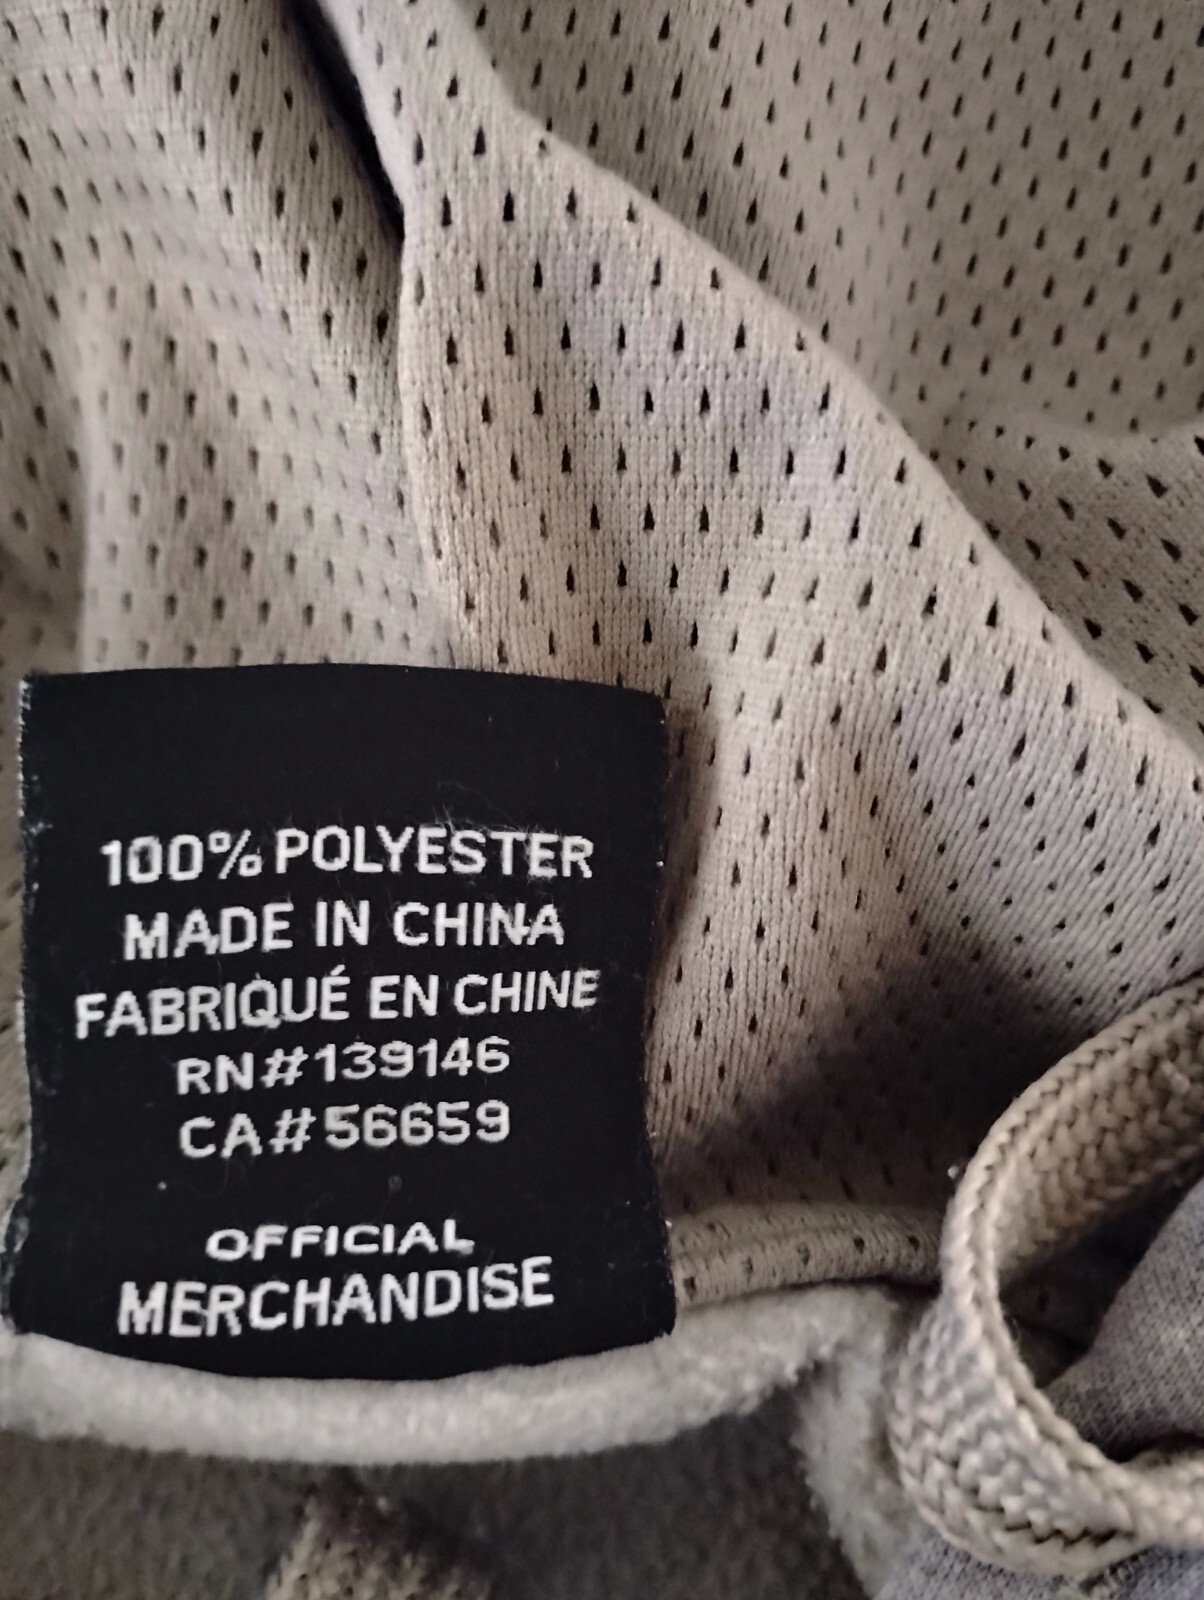 100% POLYESTER
MADE IN CHINA
FABRIQUÉ EN CHINE
RN#139146
CA#56659
OFFICIAL
MERCHANDISE